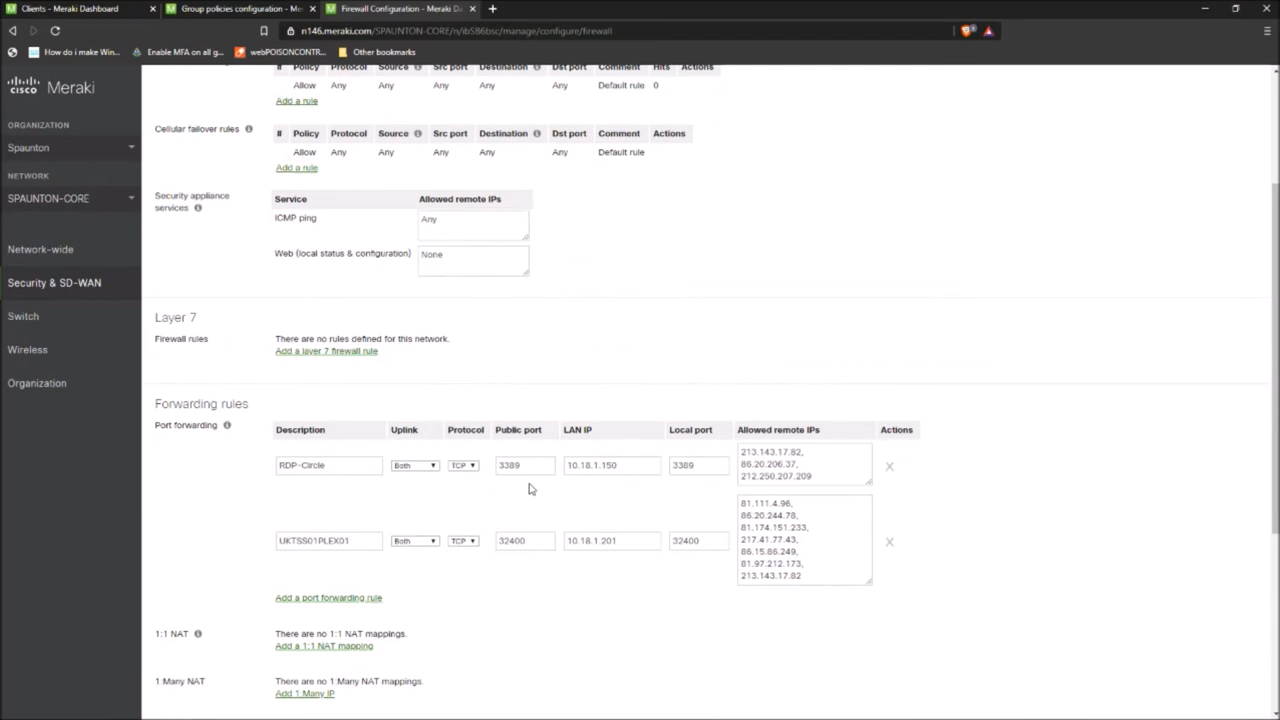 Clients - Meraki Dashboard
Group policies configuration - Me
Firewall Configuration - Meraki Da
n146.meraki.com/SPAUNTON-CORE/n/ib586bsc/manage/configure/firewall
How do i make Win...
Enable MFA on all g...
webPOISONCONTR...
Other bookmarks
CISCO Meraki
ORGANIZATION
Spaunton
NETWORK
SPAUNTON-CORE
Network-wide
Security & SD-WAN
Switch
Wireless
Organization
# Policy Protocol Source Src port Destination Dst port Comment Hits Actions
Allow Any Any Any Any Any Default rule 0
Add a rule
Cellular failover rules
# Policy Protocol Source Src port Destination Dst port Comment Actions
Allow Any Any Any Any Any Default rule
Add a rule
Security appliance
services
Service Allowed remote IPs
ICMP ping Any
Web (local status & configuration) None
Layer 7
Firewall rules
There are no rules defined for this network.
Add a layer 7 firewall rule
Forwarding rules
Port forwarding
Description Uplink Protocol Public port LAN IP Local port Allowed remote IPs Actions
RDP-Circle Both TCP 3389 10.18.1.150 3389
213.143.17.82,
86.20.206.37,
212.250.207.209
X
UKTSS01PLEX01 Both TCP 32400 10.18.1.201 32400
81.111.4.96,
86.20.244.78,
81.174.151.233,
217.41.77.43,
86.15.86.249,
81.97.212.173,
213.143.17.82
X
Add a port forwarding rule
1:1 NAT
There are no 1:1 NAT mappings.
Add a 1:1 NAT mapping
1:Many NAT
There are no 1:Many NAT mappings.
Add 1:Many IP